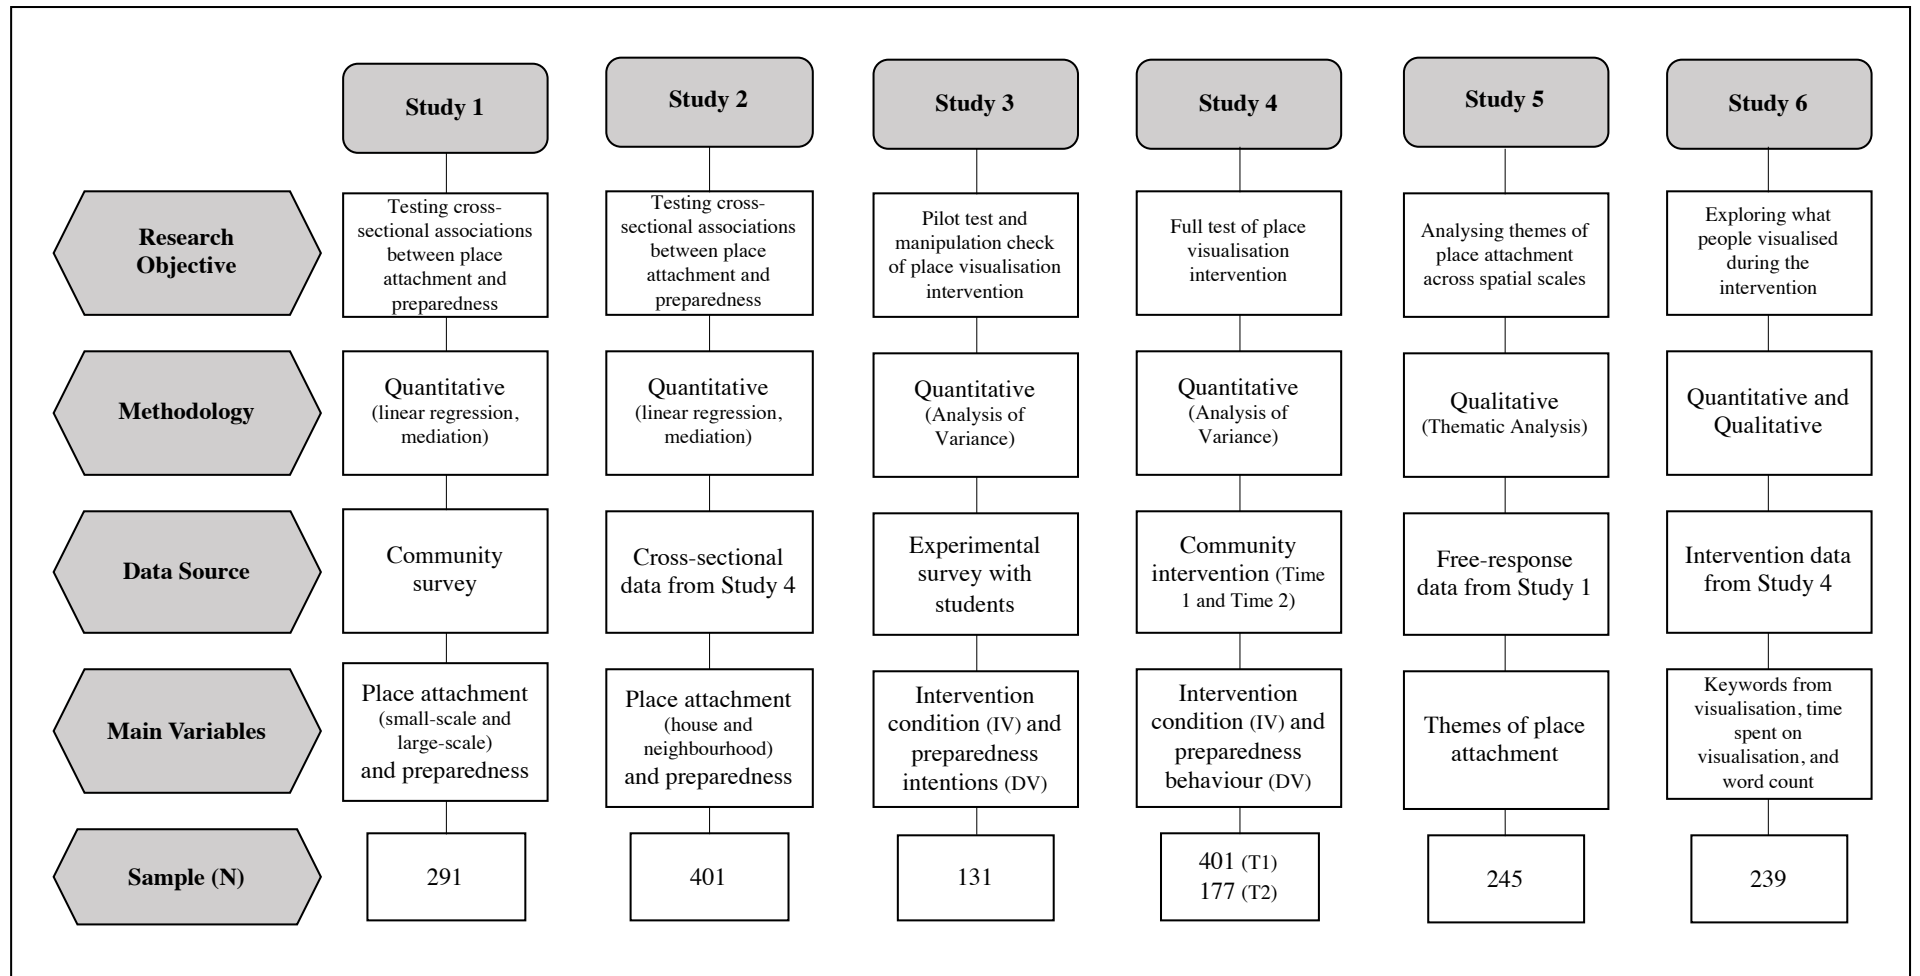 Study 1
Study 2
Study 3
Study 4
Study 5
Study 6
Research
Objective
Testing cross-
sectional associations
between place
attachment and
preparedness
Testing cross-
sectional associations
between place
attachment and
preparedness
Pilot test and
manipulation check
of place visualisation
intervention
Full test of place
visualisation
intervention
Analysing themes of
place attachment
across spatial scales
Exploring what
people visualised
during the
intervention
Methodology
Quantitative
(linear regression,
mediation)
Quantitative
(linear regression,
mediation)
Quantitative
(Analysis of
Variance)
Quantitative
(Analysis of
Variance)
Qualitative
(Thematic Analysis)
Quantitative and
Qualitative
Data Source
Community
survey
Cross-sectional
data from Study 4
Experimental
survey with
students
Community
intervention (Time
1 and Time 2)
Free-response
data from Study 1
Intervention data
from Study 4
Main Variables
Place attachment
(small-scale and
large-scale)
and preparedness
Place attachment
(house and
neighbourhood)
and preparedness
Intervention
condition (IV) and
preparedness
intentions (DV)
Intervention
condition (IV) and
preparedness
behaviour (DV)
Themes of place
attachment
Keywords from
visualisation, time
spent on
visualisation, and
word count
Sample (N)
291
401
131
401 (T1)
177 (T2)
245
239